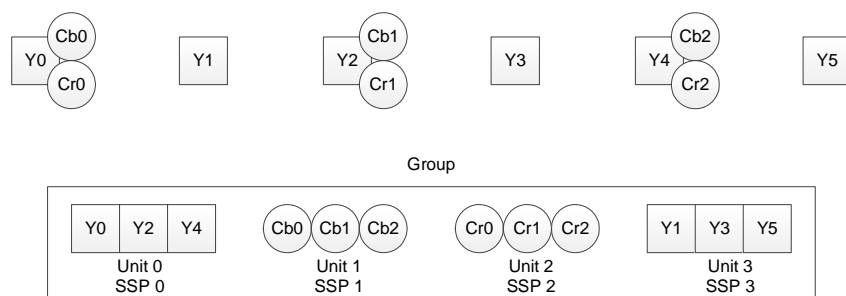 Cb0 Cb1 Cb2
Y0 Y1 Y2 Y3 Y4 Y5
Cr0 Cr1 Cr2
Group
Y0 Y2 Y4 Cb0 Cb1 Cb2 Cr0 Cr1 Cr2 Y1 Y3 Y5
Unit 0 Unit 1 Unit 2 Unit 3
SSP 0 SSP 1 SSP 2 SSP 3